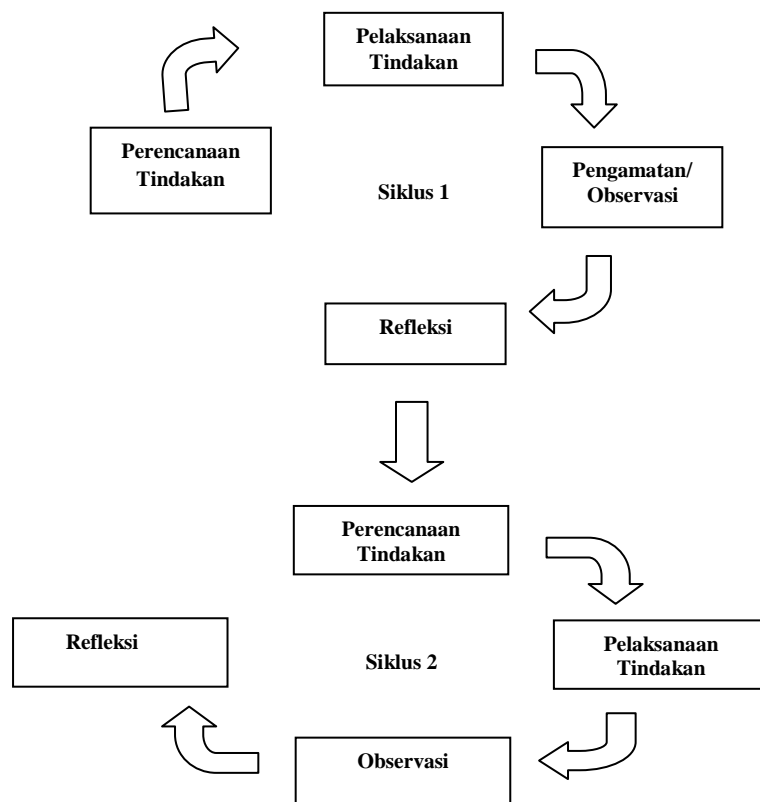 Pelaksanaan
Tindakan
Perencanaan
Tindakan
Pengamatan/
Observasi
Siklus 1
Refleksi
Perencanaan
Tindakan
Refleksi
Siklus 2
Pelaksanaan
Tindakan
Observasi